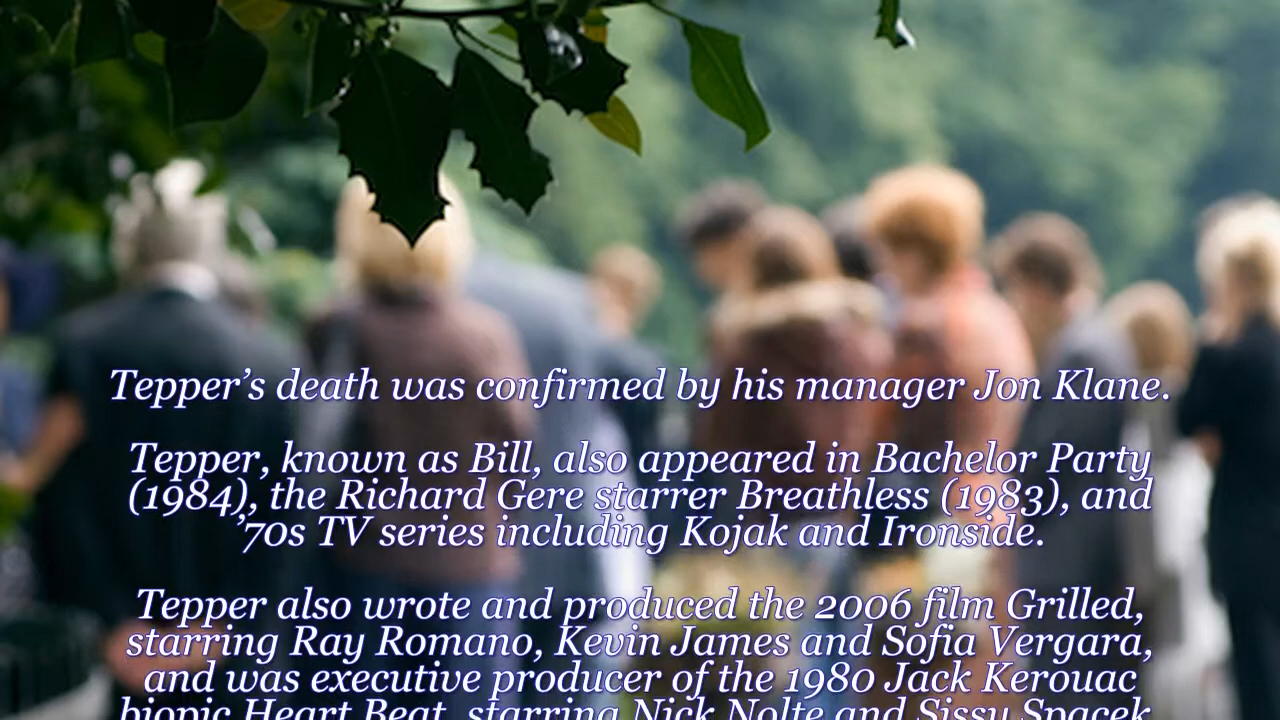 Tepper’s death was confirmed by his manager Jon Klane.
Tepper, known as Bill, also appeared in Bachelor Party
(1984), the Richard Gere starrer Breathless (1983), and
’70s TV series including Kojak and Ironside.
Tepper also wrote and produced the 2006 film Grilled,
starring Ray Romano, Kevin James and Sofia Vergara,
and was executive producer of the 1980 Jack Kerouac
biopic Heart Beat, starring Nick Nolte and Sissy Spacek